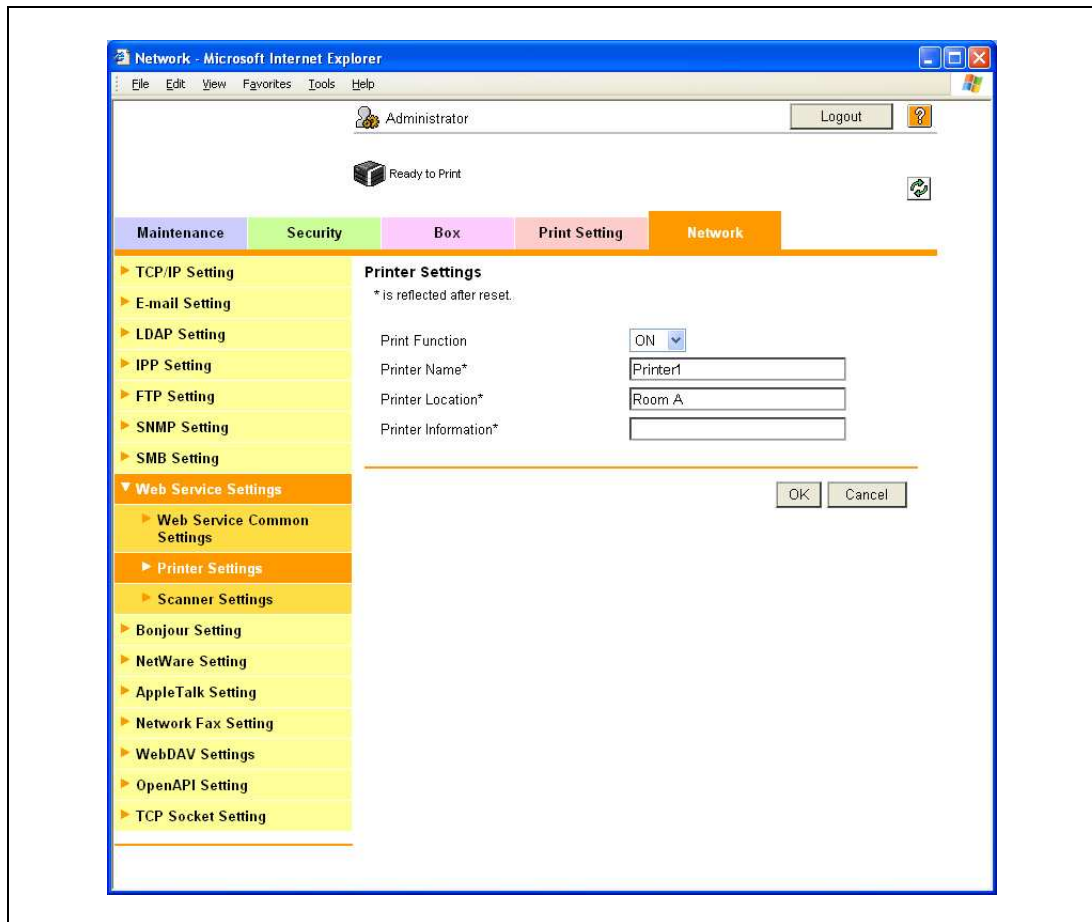 Network - Microsoft Internet Explorer
File Edit View Favorites Tools Help
Administrator
Logout
?
Ready to Print
Maintenance Security Box Print Setting Network
TCP/IP Setting
E-mail Setting
LDAP Setting
IPP Setting
FTP Setting
SNMP Setting
SMB Setting
Web Service Settings
Web Service Common
Settings
Printer Settings
Scanner Settings
Bonjour Setting
NetWare Setting
AppleTalk Setting
Network Fax Setting
WebDAV Settings
OpenAPI Setting
TCP Socket Setting
Printer Settings
* is reflected after reset.
Print Function ON
Printer Name* Printer1
Printer Location* Room A
Printer Information*
OK Cancel